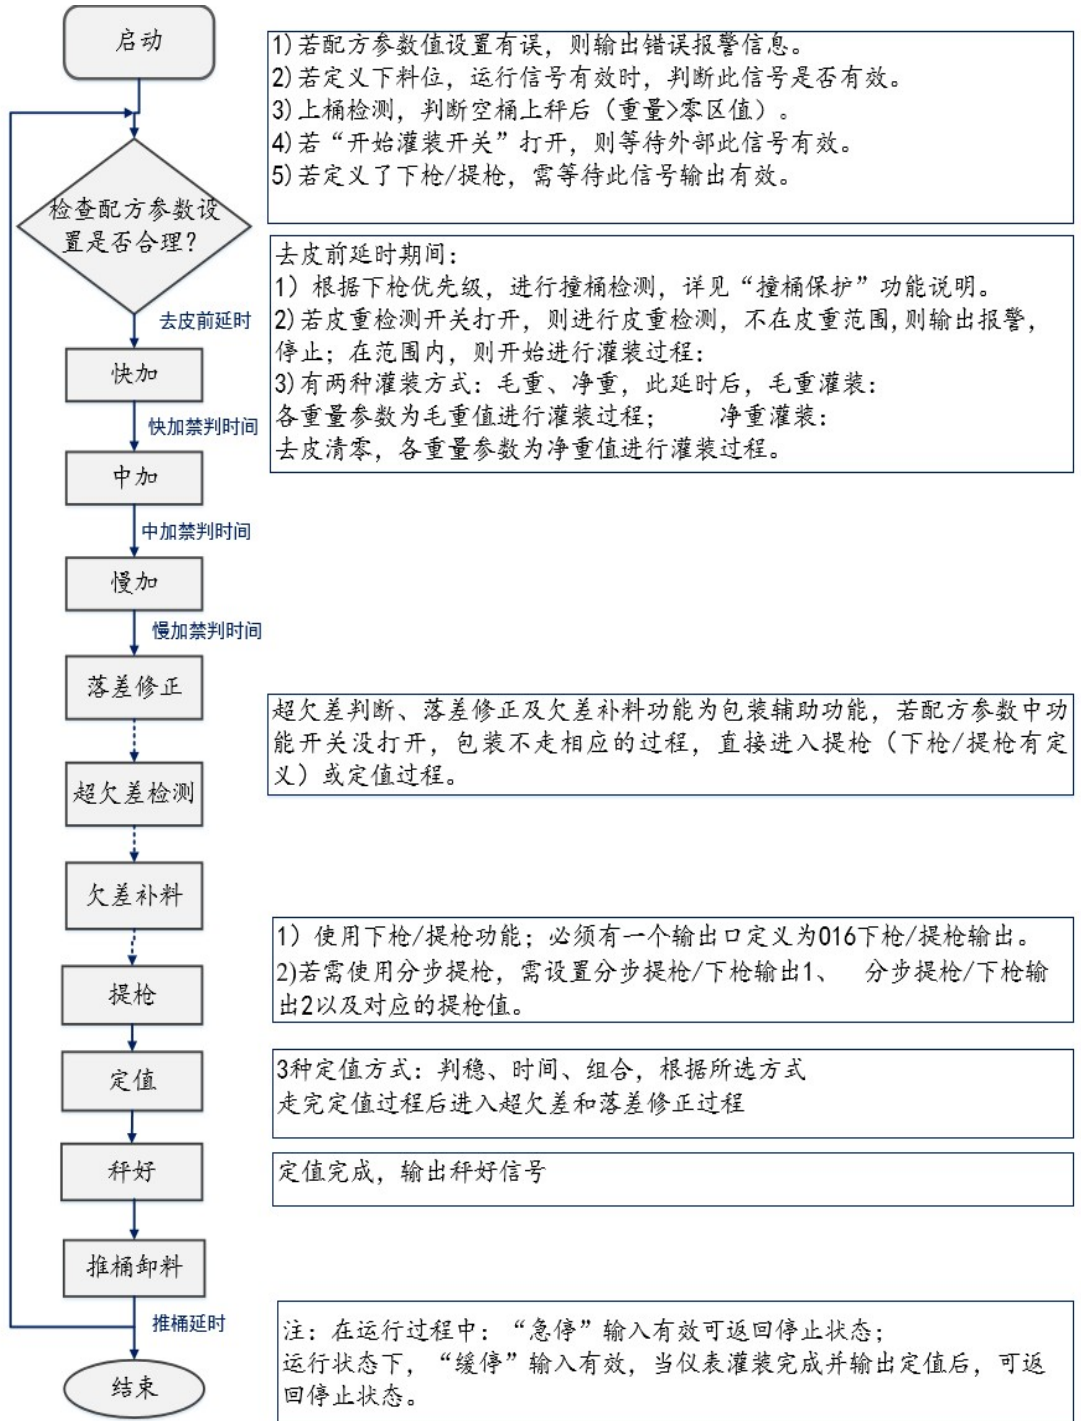 启动
1)若配方参数值设置有误，则输出错误报警信息。
2)若定义下料位，运行信号有效时，判断此信号是否有效。
3)上桶检测，判断空桶上秤后（重量>零区值）。
4)若“开始灌装开关”打开，则等待外部此信号有效。
5)若定义了下枪/提枪，需等待此信号输出有效。
检查配方参数设
置是否合理？
去皮前延时期间：
1）根据下枪优先级，进行撞桶检测，详见“撞桶保护”功能说明。
2)若皮重检测开关打开，则进行皮重检测，不在皮重范围,则输出报警，
停止；在范围内，则开始进行灌装过程：
3)有两种灌装方式：毛重、净重，此延时后，毛重灌装：
各重量参数为毛重值进行灌装过程； 净重灌装：
去皮清零，各重量参数为净重值进行灌装过程。
去皮前延时
快加
快加禁判时间
中加
中加禁判时间
慢加
慢加禁判时间
落差修正
超欠差判断、落差修正及欠差补料功能为包装辅助功能，若配方参数中功
能开关没打开，包装不走相应的过程，直接进入提枪（下枪/提枪有定
义）或定值过程。
超欠差检测
欠差补料
1）使用下枪/提枪功能；必须有一个输出口定义为016下枪/提枪输出。
2)若需使用分步提枪，需设置分步提枪/下枪输出1、 分步提枪/下枪输
出2以及对应的提枪值。
提枪
定值
3种定值方式：判稳、时间、组合，根据所选方式
走完定值过程后进入超欠差和落差修正过程
秤好
定值完成，输出秤好信号
推桶卸料
推桶延时
注：在运行过程中：“急停”输入有效可返回停止状态；
运行状态下，“缓停”输入有效，当仪表灌装完成并输出定值后，可返
回停止状态。
结束